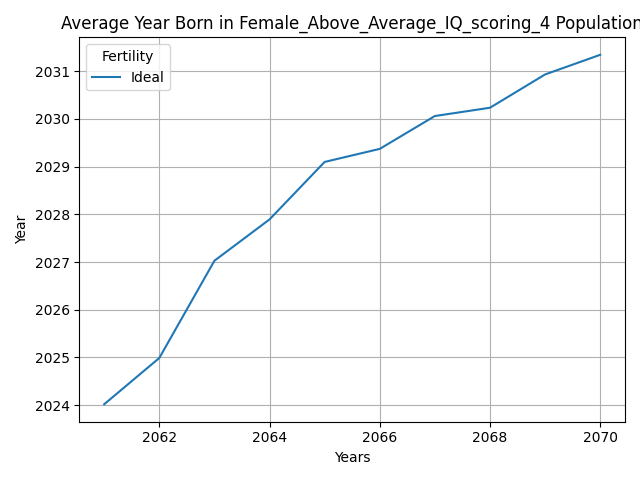 Average Year Born in Female_Above_Average_IQ_scoring_4 Population
Fertility
Ideal
2031
2030
2029
2028
2027
2026
2025
2024
Year
2062 2064 2066 2068 2070
Years